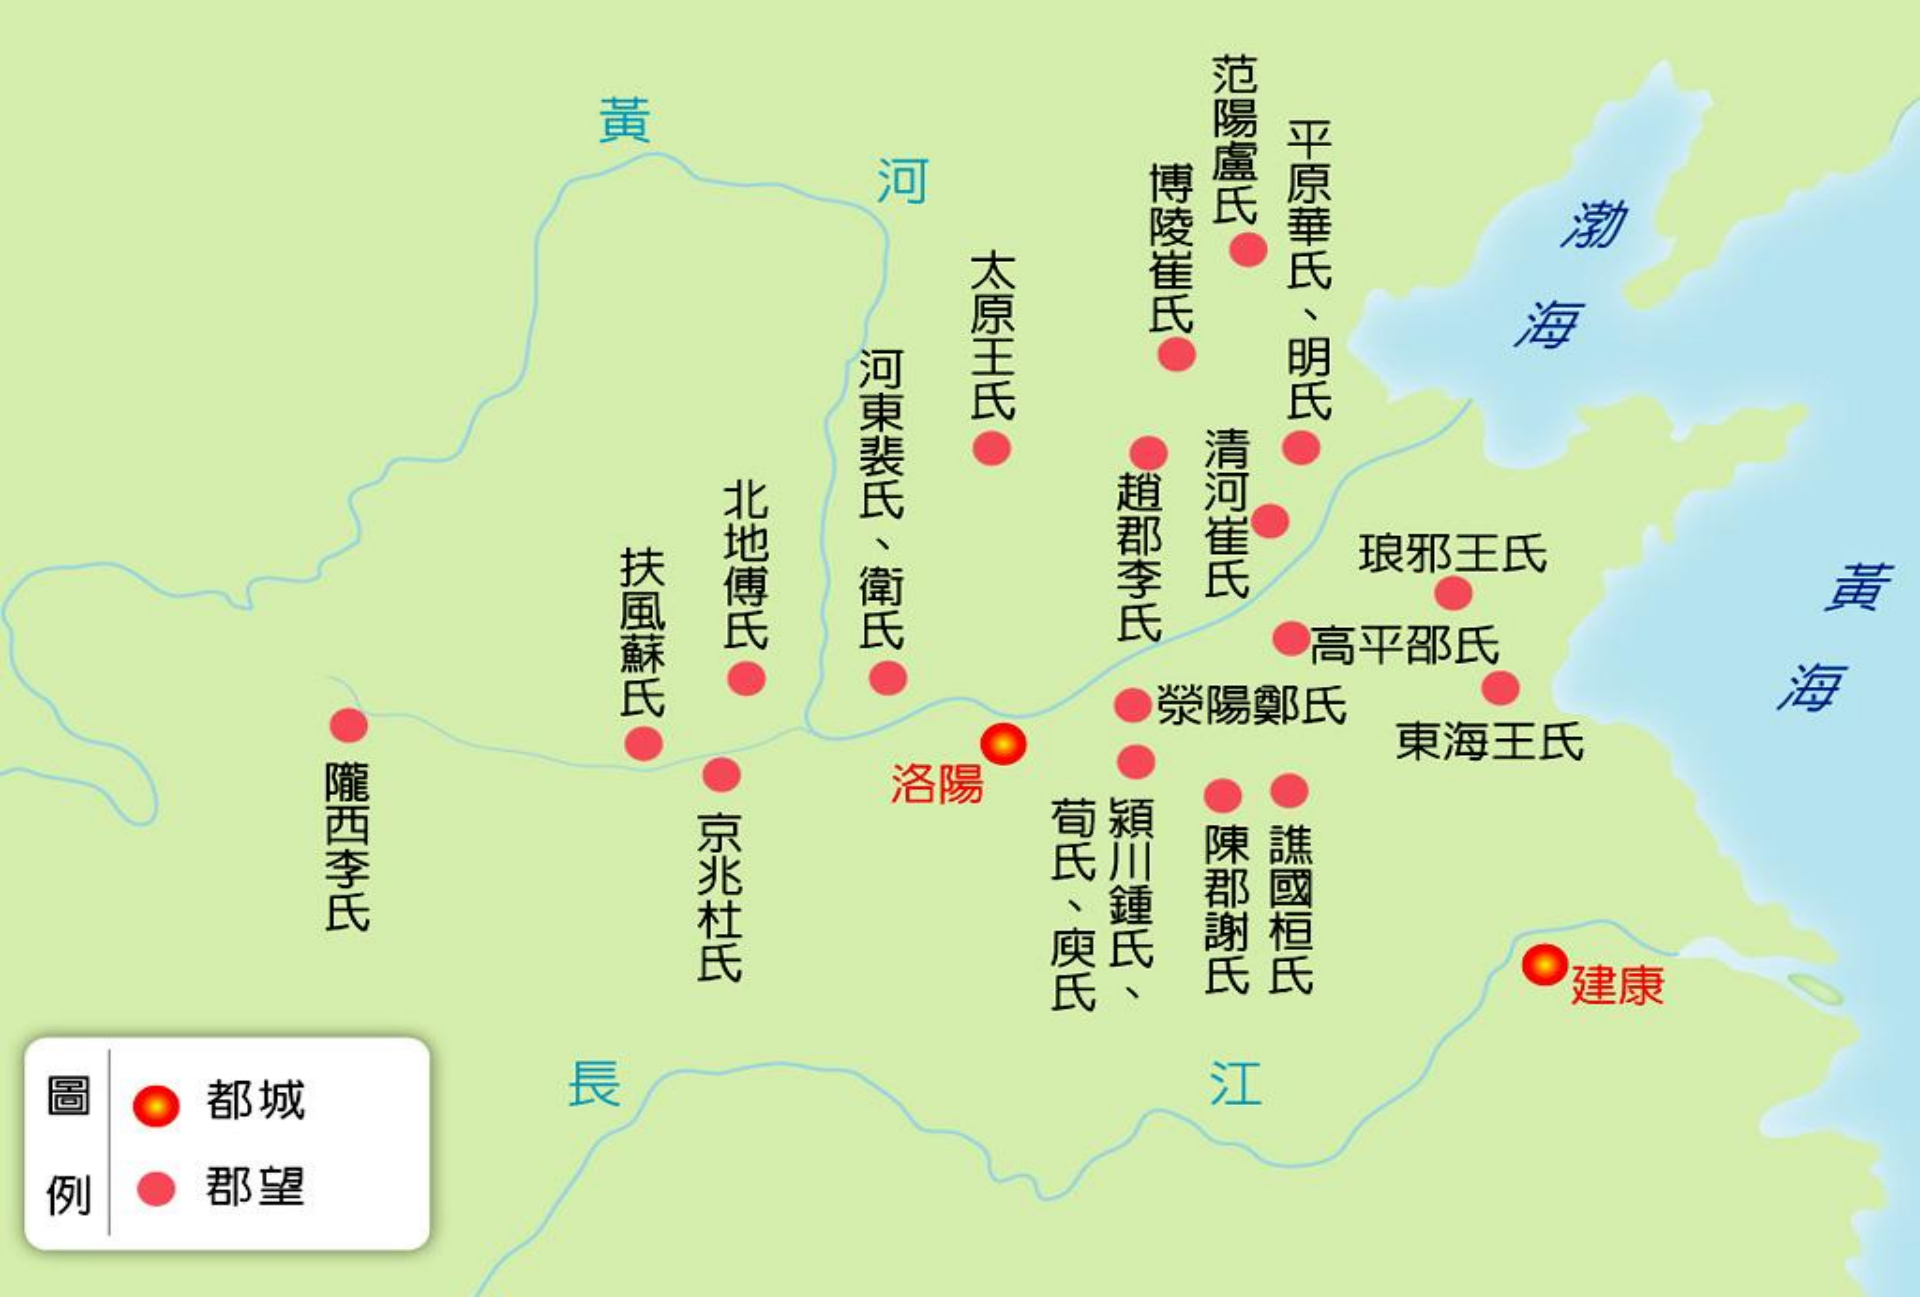 黃
河
渤
海
黃
海
范陽盧氏
平原華氏、明氏
博陵崔氏
太原王氏
河東裴氏、衛氏
清河崔氏
趙郡李氏
北地傅氏
扶風蘇氏
琅邪王氏
高平郡氏
東海王氏
滎陽鄭氏
洛陽
隴西李氏
京兆杜氏
潁川鍾氏、
荀氏、庾氏
陳郡謝氏
譙國桓氏
建康
長
江
圖例
都城
郡望